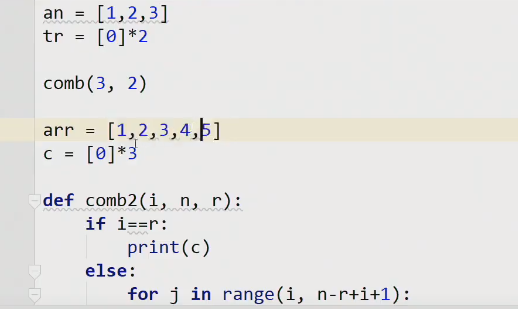 an = [1,2,3]
tr = [0]*2
comb(3, 2)
arr = [1,2,3,4,5]
c = [0]*3
def comb2(i, n, r):
if i==r:
print(c)
else:
for j in range(i, n-r+i+1):